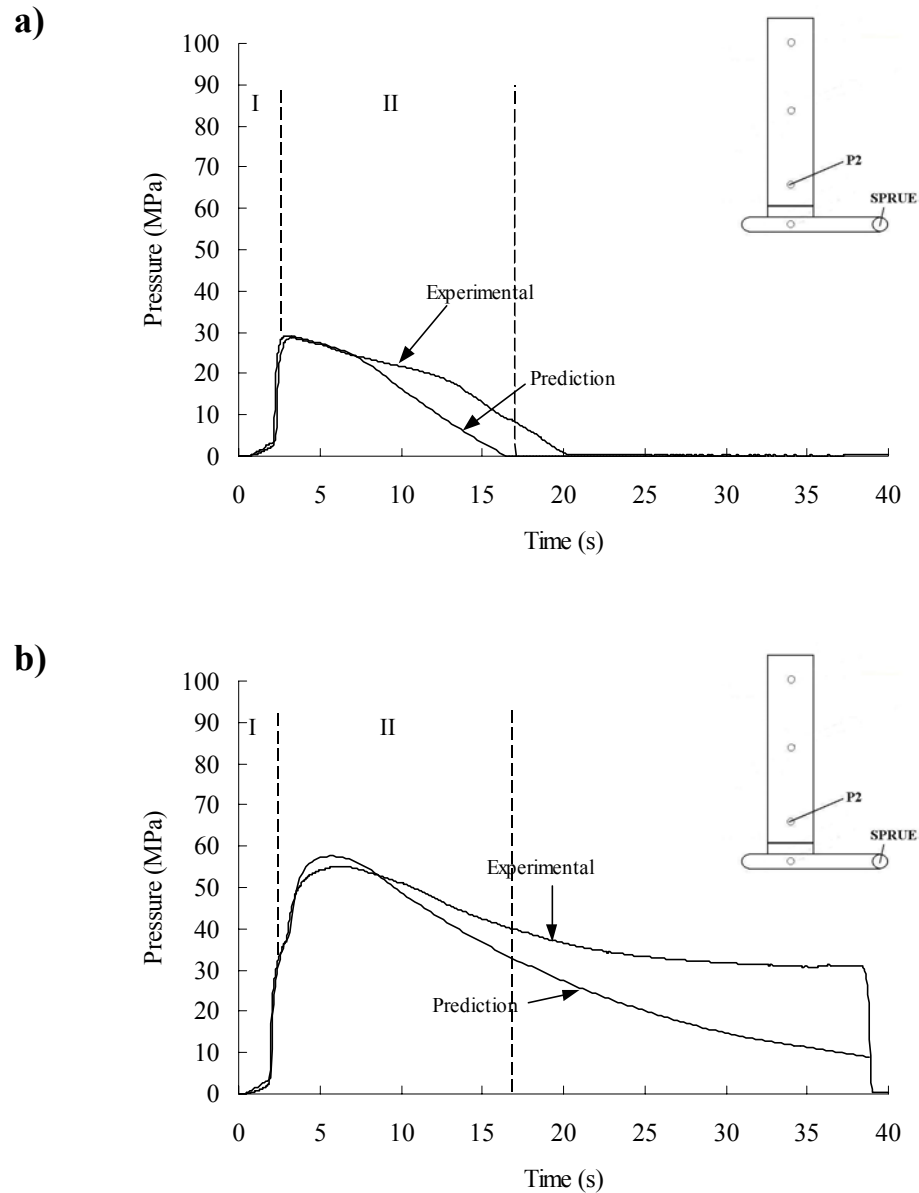 a)
100
90
80
70
60
50
40
30
20
10
0
Pressure (MPa)
I
II
Experimental
Prediction
P2
SPRUE
0 5 10 15 20 25 30 35 40
Time (s)
b)
100
90
80
70
60
50
40
30
20
10
0
Pressure (MPa)
I
II
Experimental
Prediction
P2
SPRUE
0 5 10 15 20 25 30 35 40
Time (s)